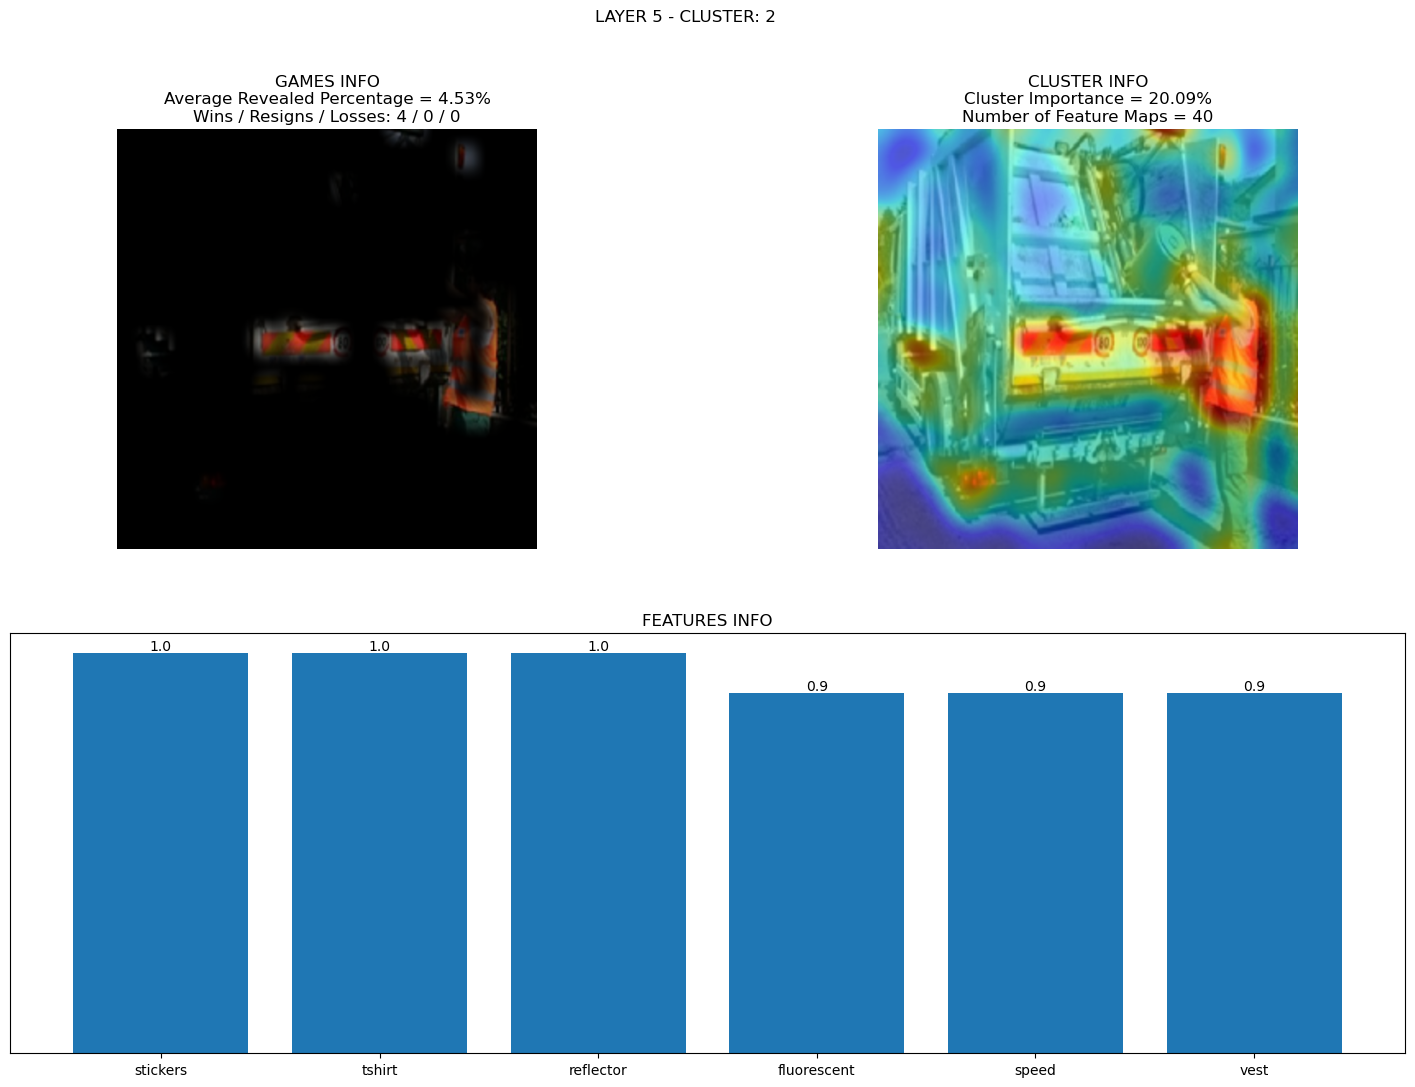 LAYER 5 - CLUSTER: 2
GAMES INFO
Average Revealed Percentage = 4.53%
Wins / Resigns / Losses: 4 / 0 / 0
CLUSTER INFO
Cluster Importance = 20.09%
Number of Feature Maps = 40
80
FEATURES INFO
1.0 1.0 1.0 0.9 0.9 0.9
stickers tshirt reflector fluorescent speed vest